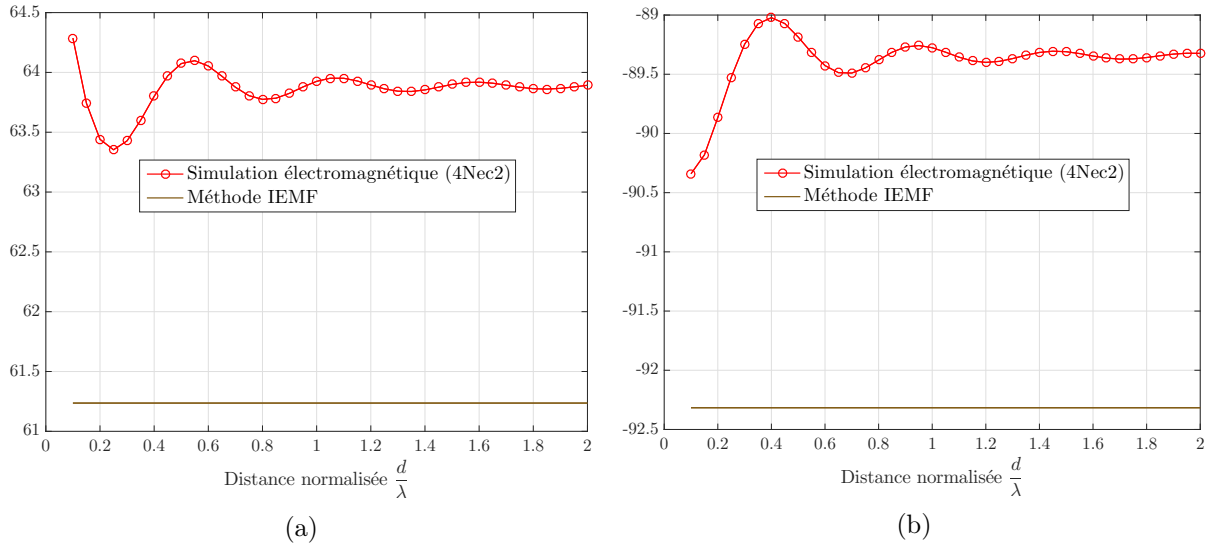 64.5
64
63.5
63
62.5
62
61.5
61
0 0.2 0.4 0.6 0.8 1 1.2 1.4 1.6 1.8 2
Simulation électromagnétique (4Nec2)
Méthode IEMF
Distance normalisée d/λ
(a)
-89
-89.5
-90
-90.5
-91
-91.5
-92
-92.5
0 0.2 0.4 0.6 0.8 1 1.2 1.4 1.6 1.8 2
Simulation électromagnétique (4Nec2)
Méthode IEMF
Distance normalisée d/λ
(b)